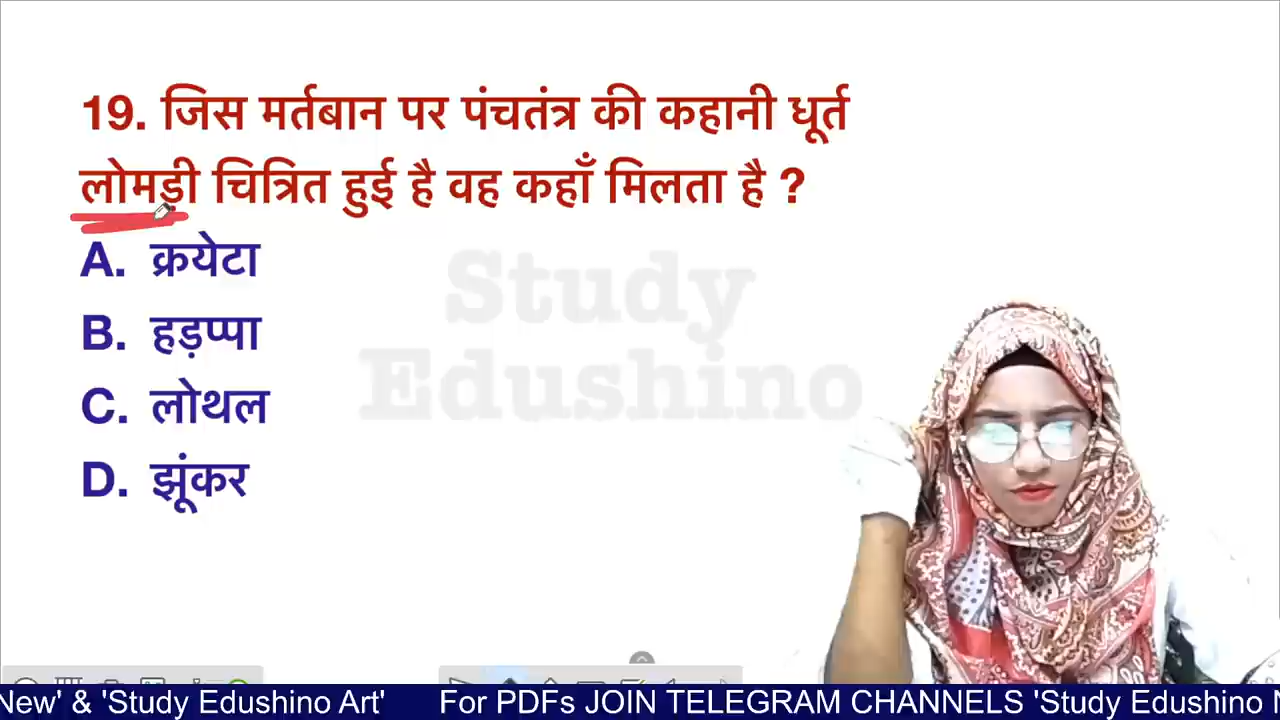 19. जिस मर्तबान पर पंचतंत्र की कहानी धूर्त
लोमड़ी चित्रित हुई है वह कहाँ मिलता है ?
A. क्रयेटा
B. हड़प्पा
C. लोथल
D. झूंकर
Study
Edushino
New' & 'Study Edushino Art' For PDFs JOIN TELEGRAM CHANNELS 'Study Edushino